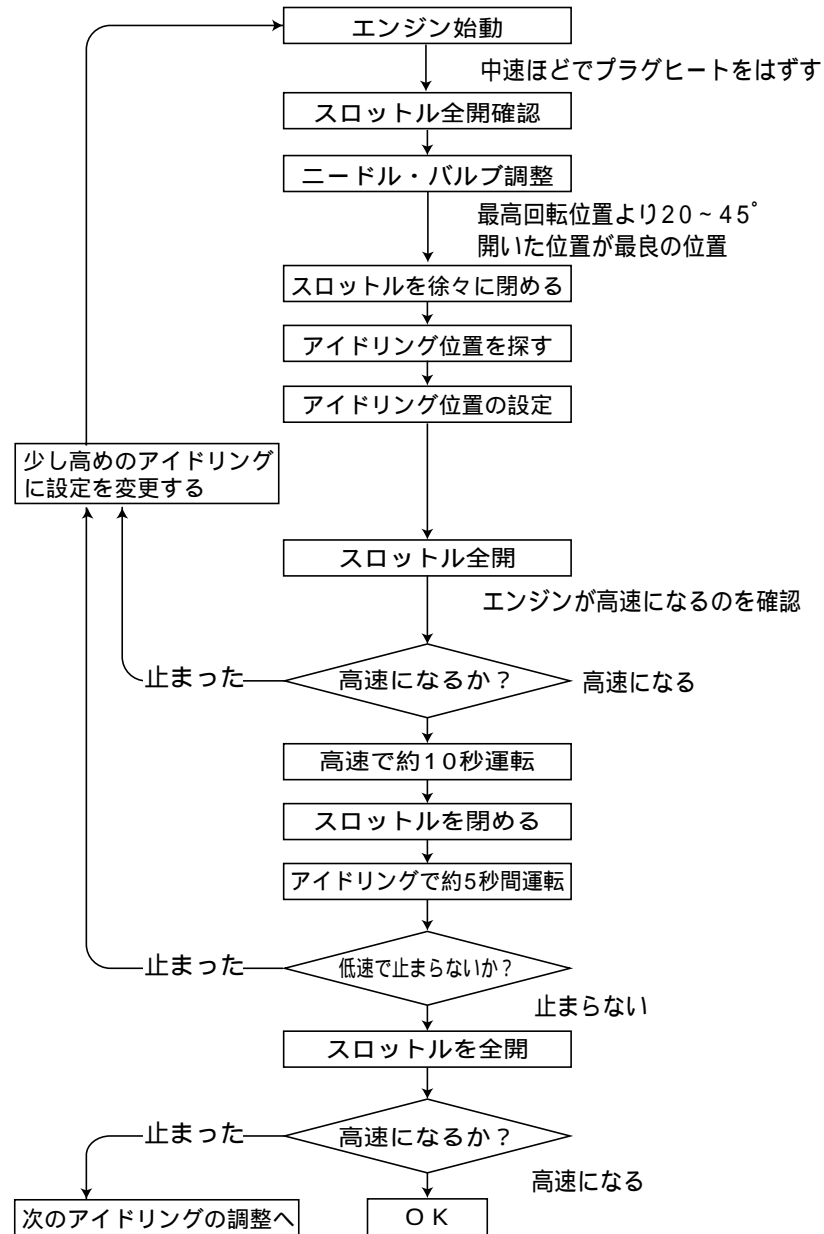 エンジン始動
中速ほどでプラグヒートをはずす
スロットル全開確認
ニードル・バルブ調整
最高回転位置より20~45°
開いた位置が最良の位置
スロットルを徐々に閉める
アイドリング位置を探す
アイドリング位置の設定
少し高めのアイドリング
に設定を変更する
スロットル全開
エンジンが高速になるのを確認
止まった
高速になるか?
高速になる
高速で約10秒運転
スロットルを閉める
アイドリングで約5秒間運転
止まった
低速で止まらないか?
止まらない
スロットルを全開
止まった
高速になるか?
高速になる
次のアイドリングの調整へ
OK